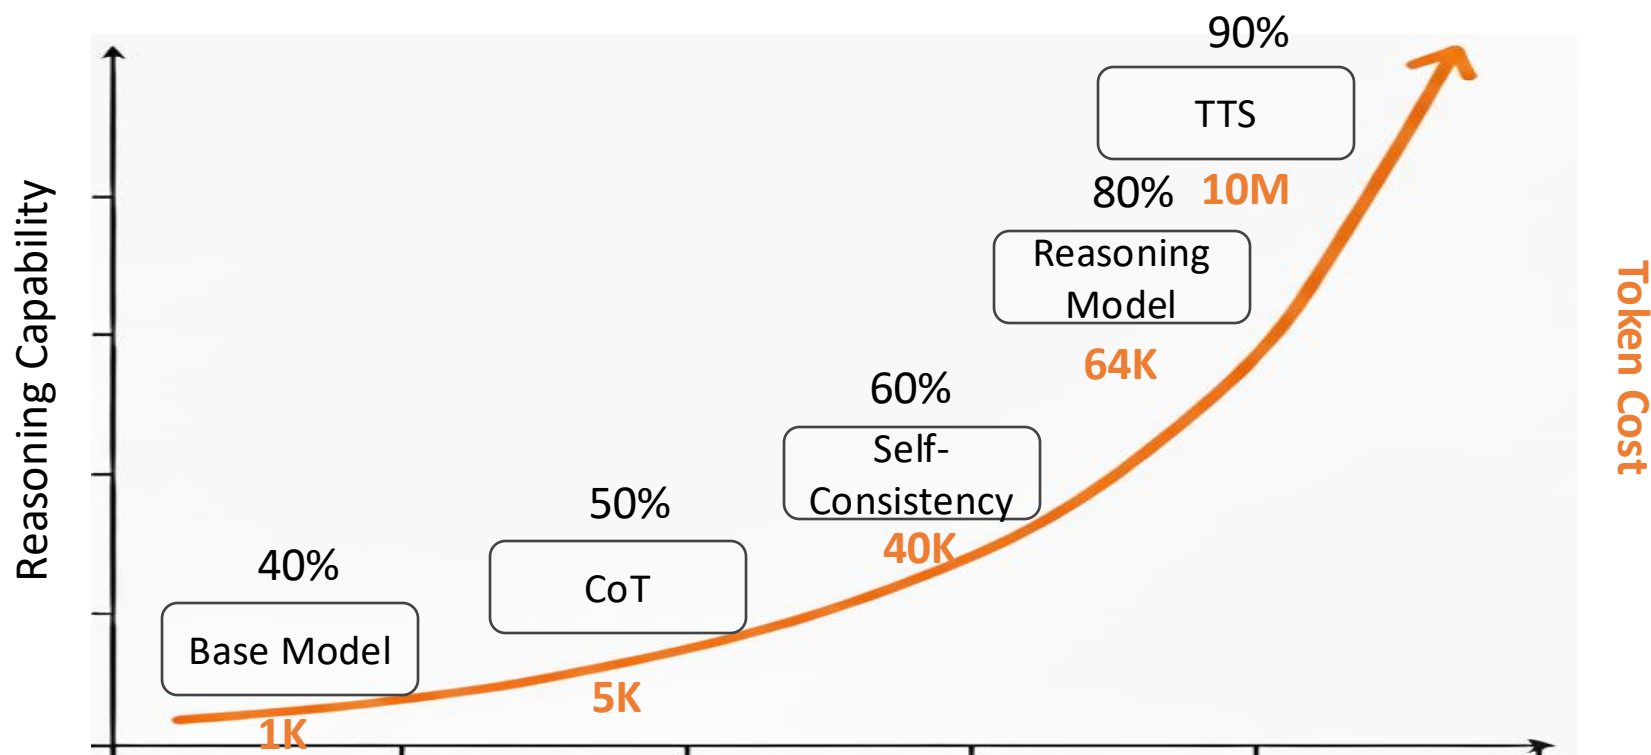 90%
TTS
10M
80%
Reasoning
Model
64K
60%
Self-
Consistency
40K
50%
CoT
5K
40%
Base Model
1K
Reasoning Capability
Token Cost